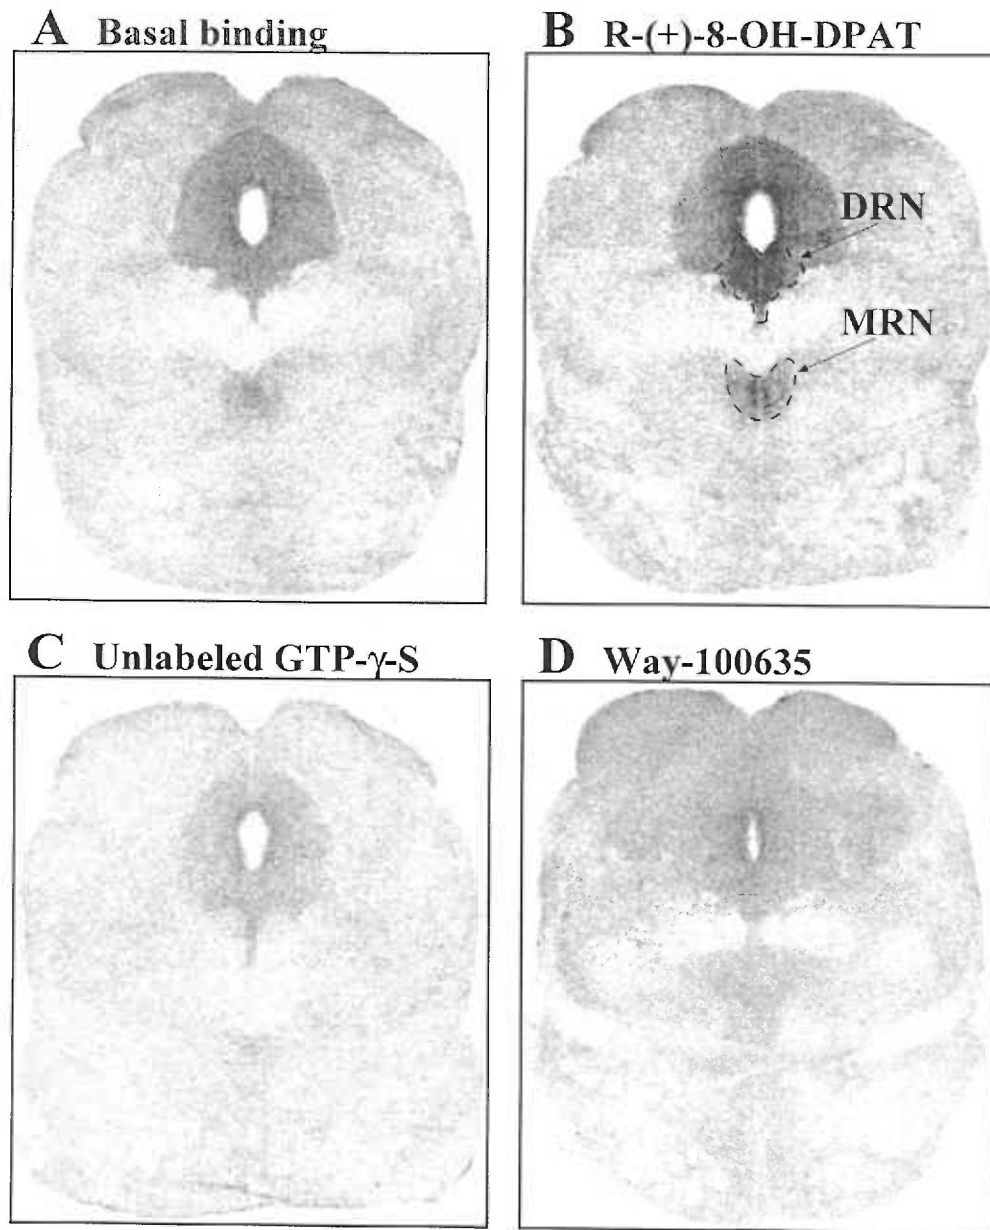 A Basal binding
B R-(+)-8-OH-DPAT
DRN
MRN
C Unlabeled GTP-γ-S
D Way-100635